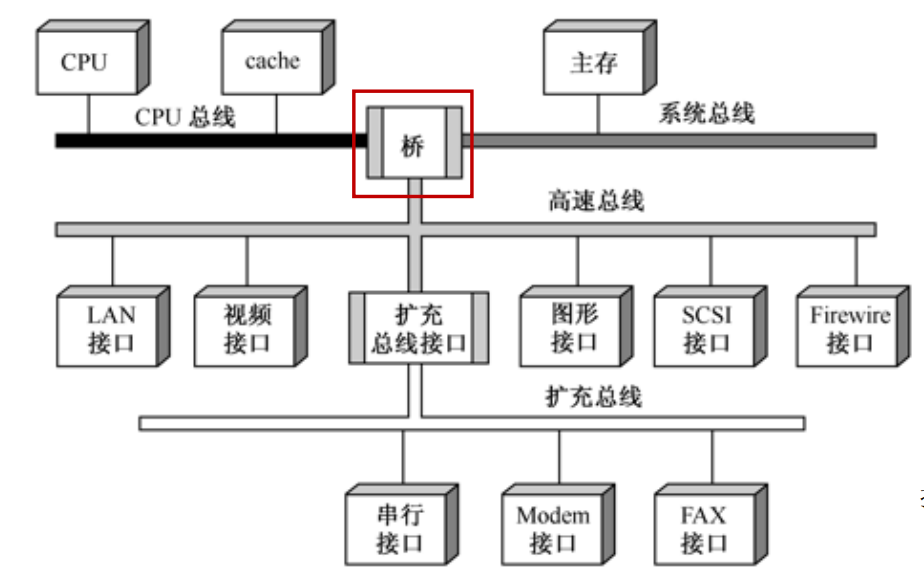 CPU
cache
主存
CPU 总线
系统总线
桥
高速总线
LAN
接口
视频
接口
扩充
总线接口
图形
接口
SCSI
接口
Firewire
接口
扩充总线
串行
接口
Modem
接口
FAX
接口